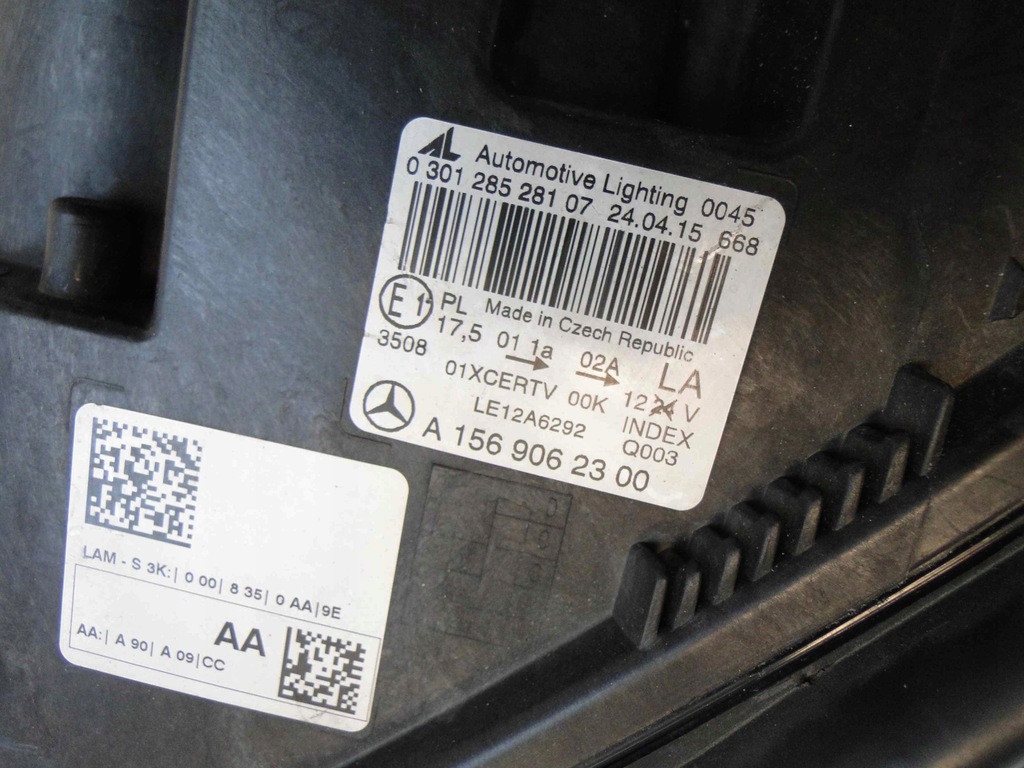 AL Automotive Lighting 0045
0 301 285 281 07 24.04.15 668
E1 PL Made in Czech Republic
17,5 01 1a 02A LA
3508 01XCERTV 00K 1224 V
LE12A6292 INDEX
Q003
A 156 906 23 00
LAM - S 3K:| 0 00| 8 35| 0 AA|9E
AA
AA:| A 90| A 09|CC